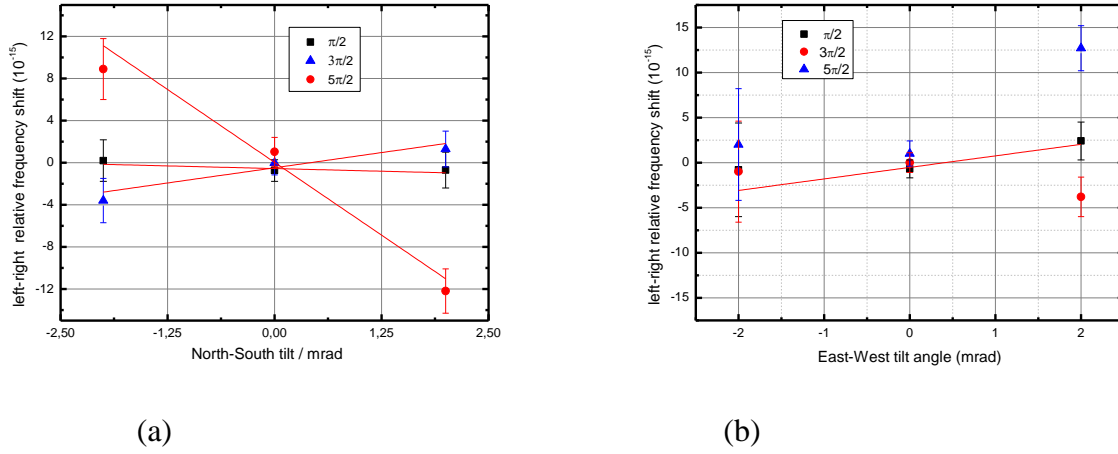 left-right relative frequency shift (10-15)
12
8
4
0
-4
-8
-12
-2,50
-1,25
0,00
1,25
2,50
North-South tilt / mrad
π/2
3π/2
5π/2
(a)
left-right relative frequency shift (10-15)
15
10
5
0
-5
-10
-15
-2
-1
0
1
2
East-West tilt angle (mrad)
π/2
3π/2
5π/2
(b)